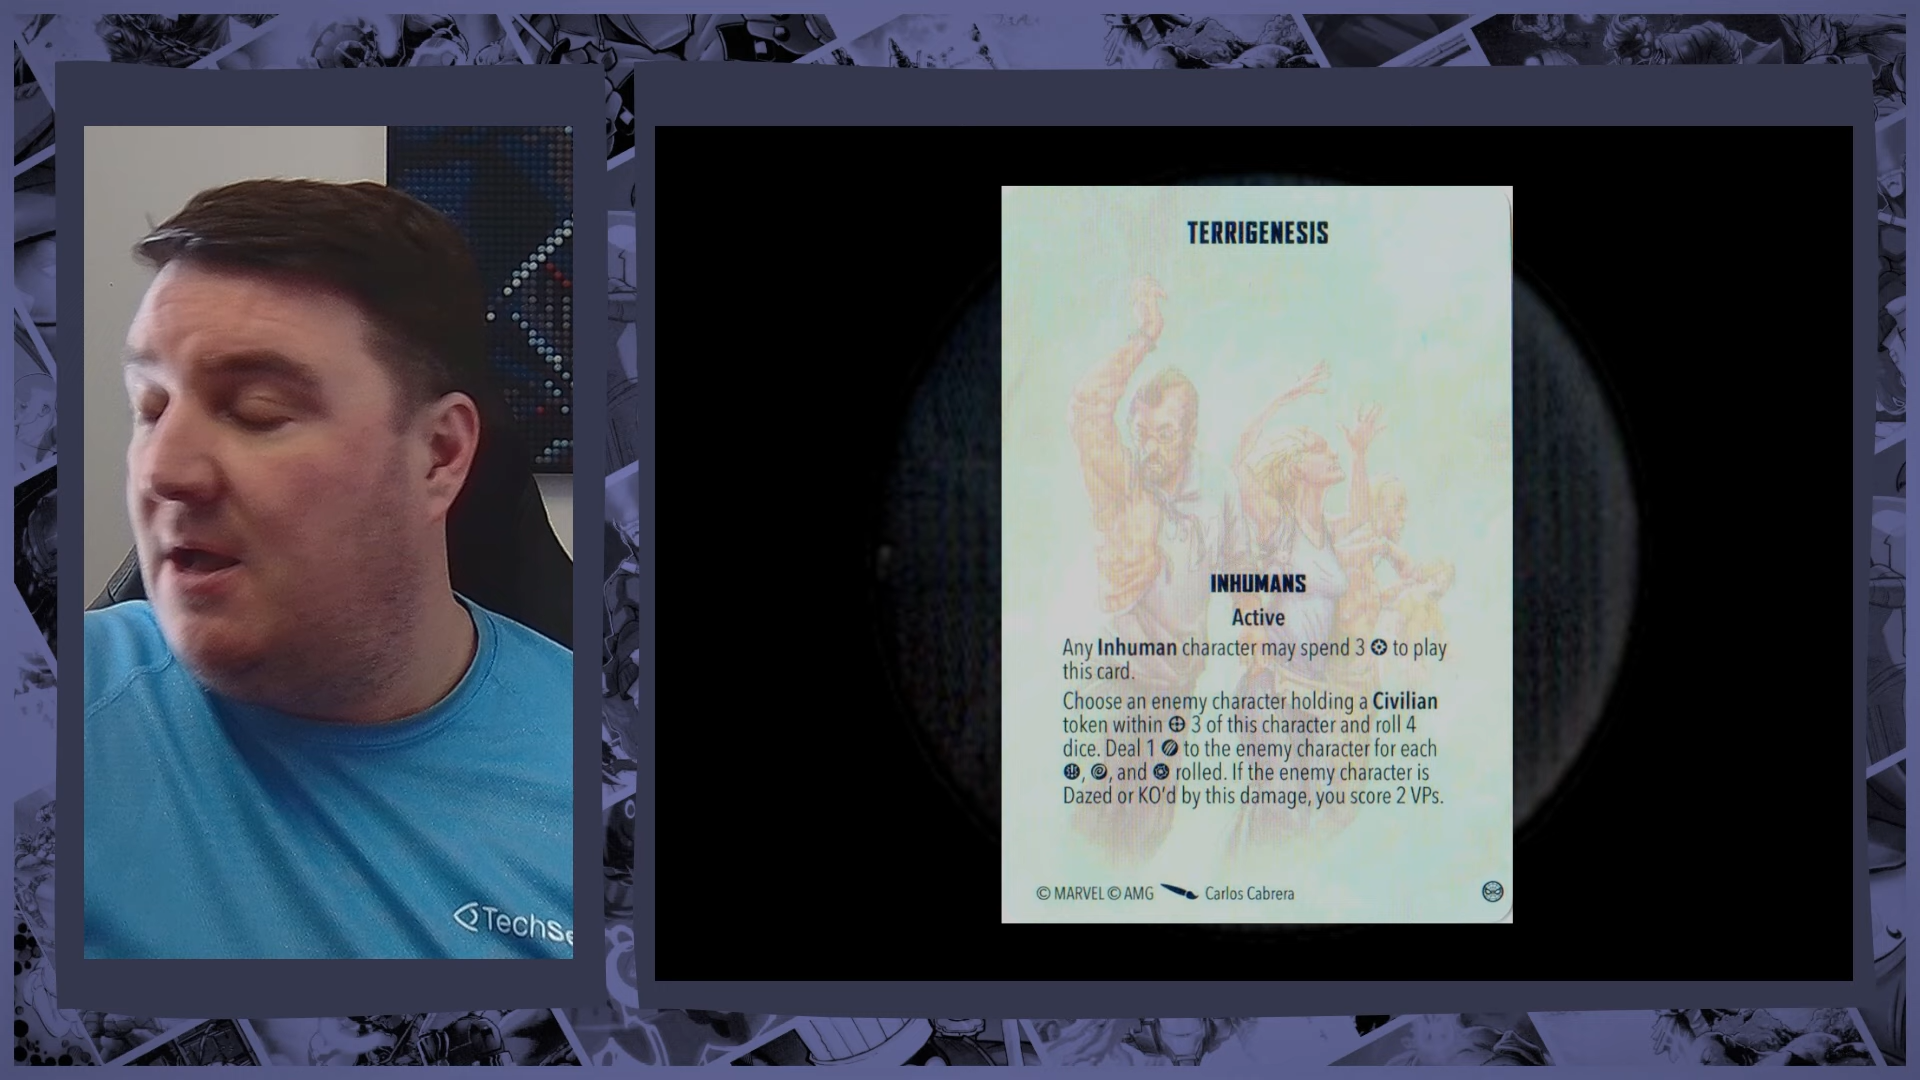 TERRIGENESIS
INHUMANS
Active
Any Inhuman character may spend 3 to play
this card.
Choose an enemy character holding a Civilian
token within 3 of this character and roll 4
dice. Deal 1 to the enemy character for each
, , and rolled. If the enemy character is
Dazed or KO'd by this damage, you score 2 VPs.
© MARVEL © AMG Carlos Cabrera